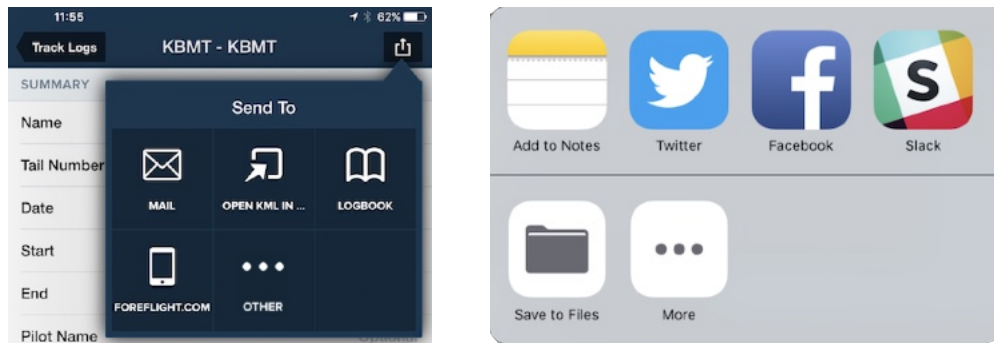 11:55
62%
Track Logs
KBMT - KBMT
SUMMARY
Send To
Name
Tail Number
Date
Start
End
Pilot Name
MAIL
OPEN KML IN ...
LOGBOOK
FOREFLIGHT.COM
OTHER
Optional
Add to Notes
Twitter
Facebook
Slack
Save to Files
More